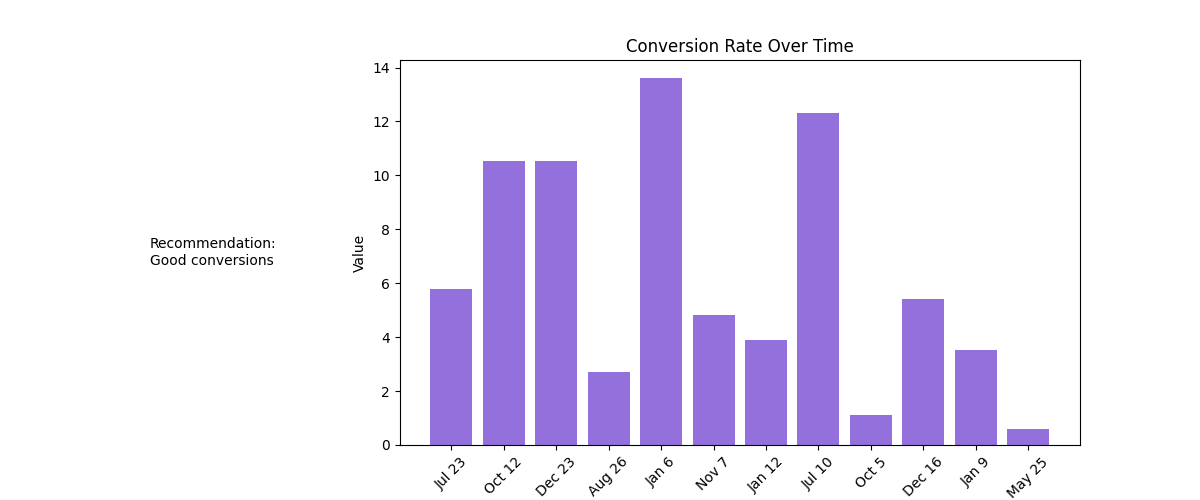 Conversion Rate Over Time
Recommendation:
Good conversions
Value
14
12
10
8
6
4
2
0
Jul 23
Oct 12
Dec 23
Aug 26
Jan 6
Nov 7
Jan 12
Jul 10
Oct 5
Dec 16
Jan 9
May 25